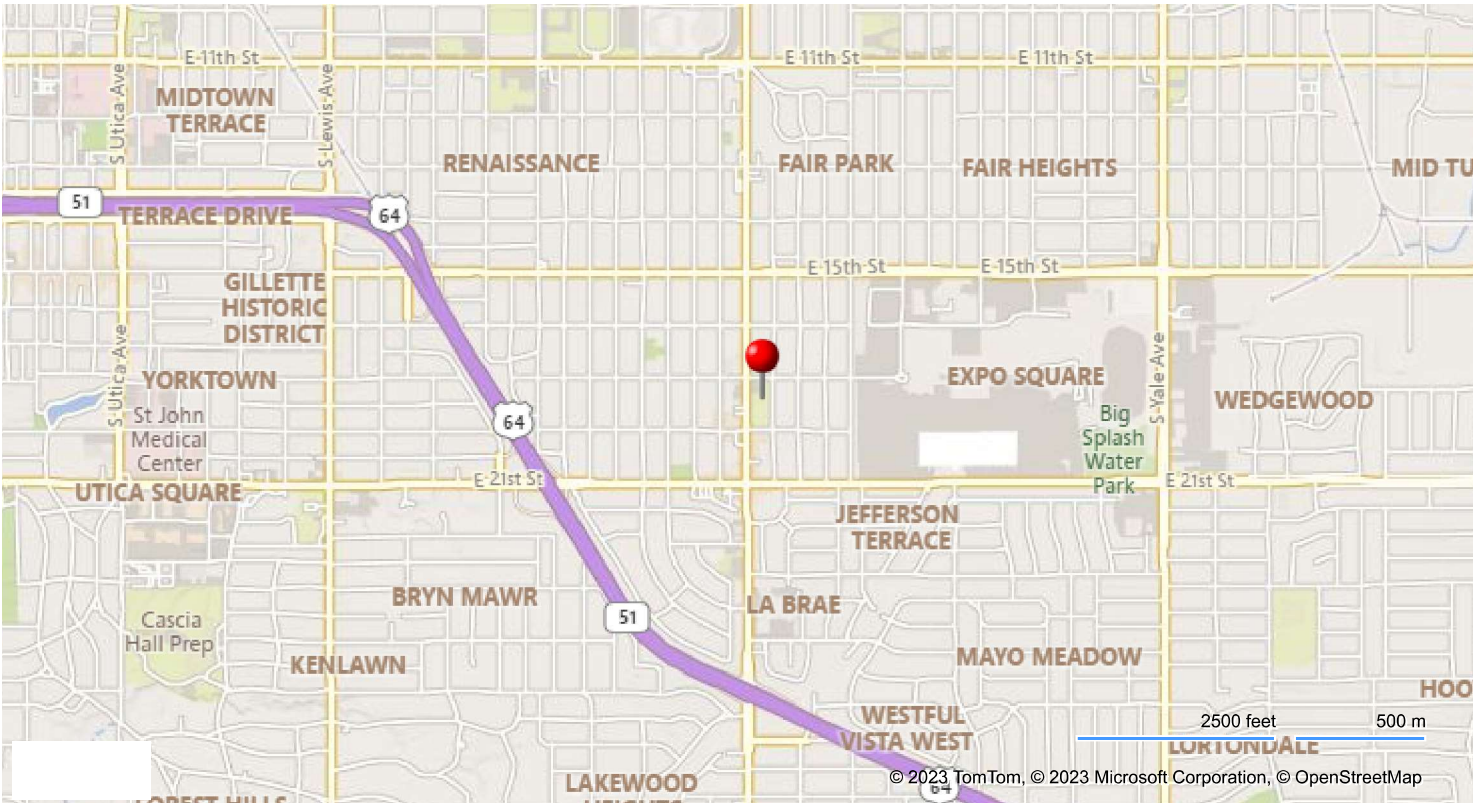 E 11th St
E 11th St
E 11th St
S Utica Ave
S Lewis Ave
MIDTOWN
TERRACE
RENAISSANCE
FAIR PARK
FAIR HEIGHTS
MID TU
51
64
TERRACE DRIVE
E 15th St
E 15th St
GILLETTE
HISTORIC
DISTRICT
S Utica Ave
S Yale Ave
YORKTOWN
EXPO SQUARE
WEDGEWOOD
St John
Medical
Center
64
Big
Splash
Water
Park
E 21st St
E 21st St
UTICA SQUARE
JEFFERSON
TERRACE
BRYN MAWR
LA BRAE
51
Cascia
Hall Prep
KENLAWN
MAYO MEADOW
HOO
WESTFUL
VISTA WEST
2500 feet
500 m
LORTONDALE
LAKEWOOD
HEIGHTS
© 2023 TomTom, © 2023 Microsoft Corporation, © OpenStreetMap
64
FOREST HILLS